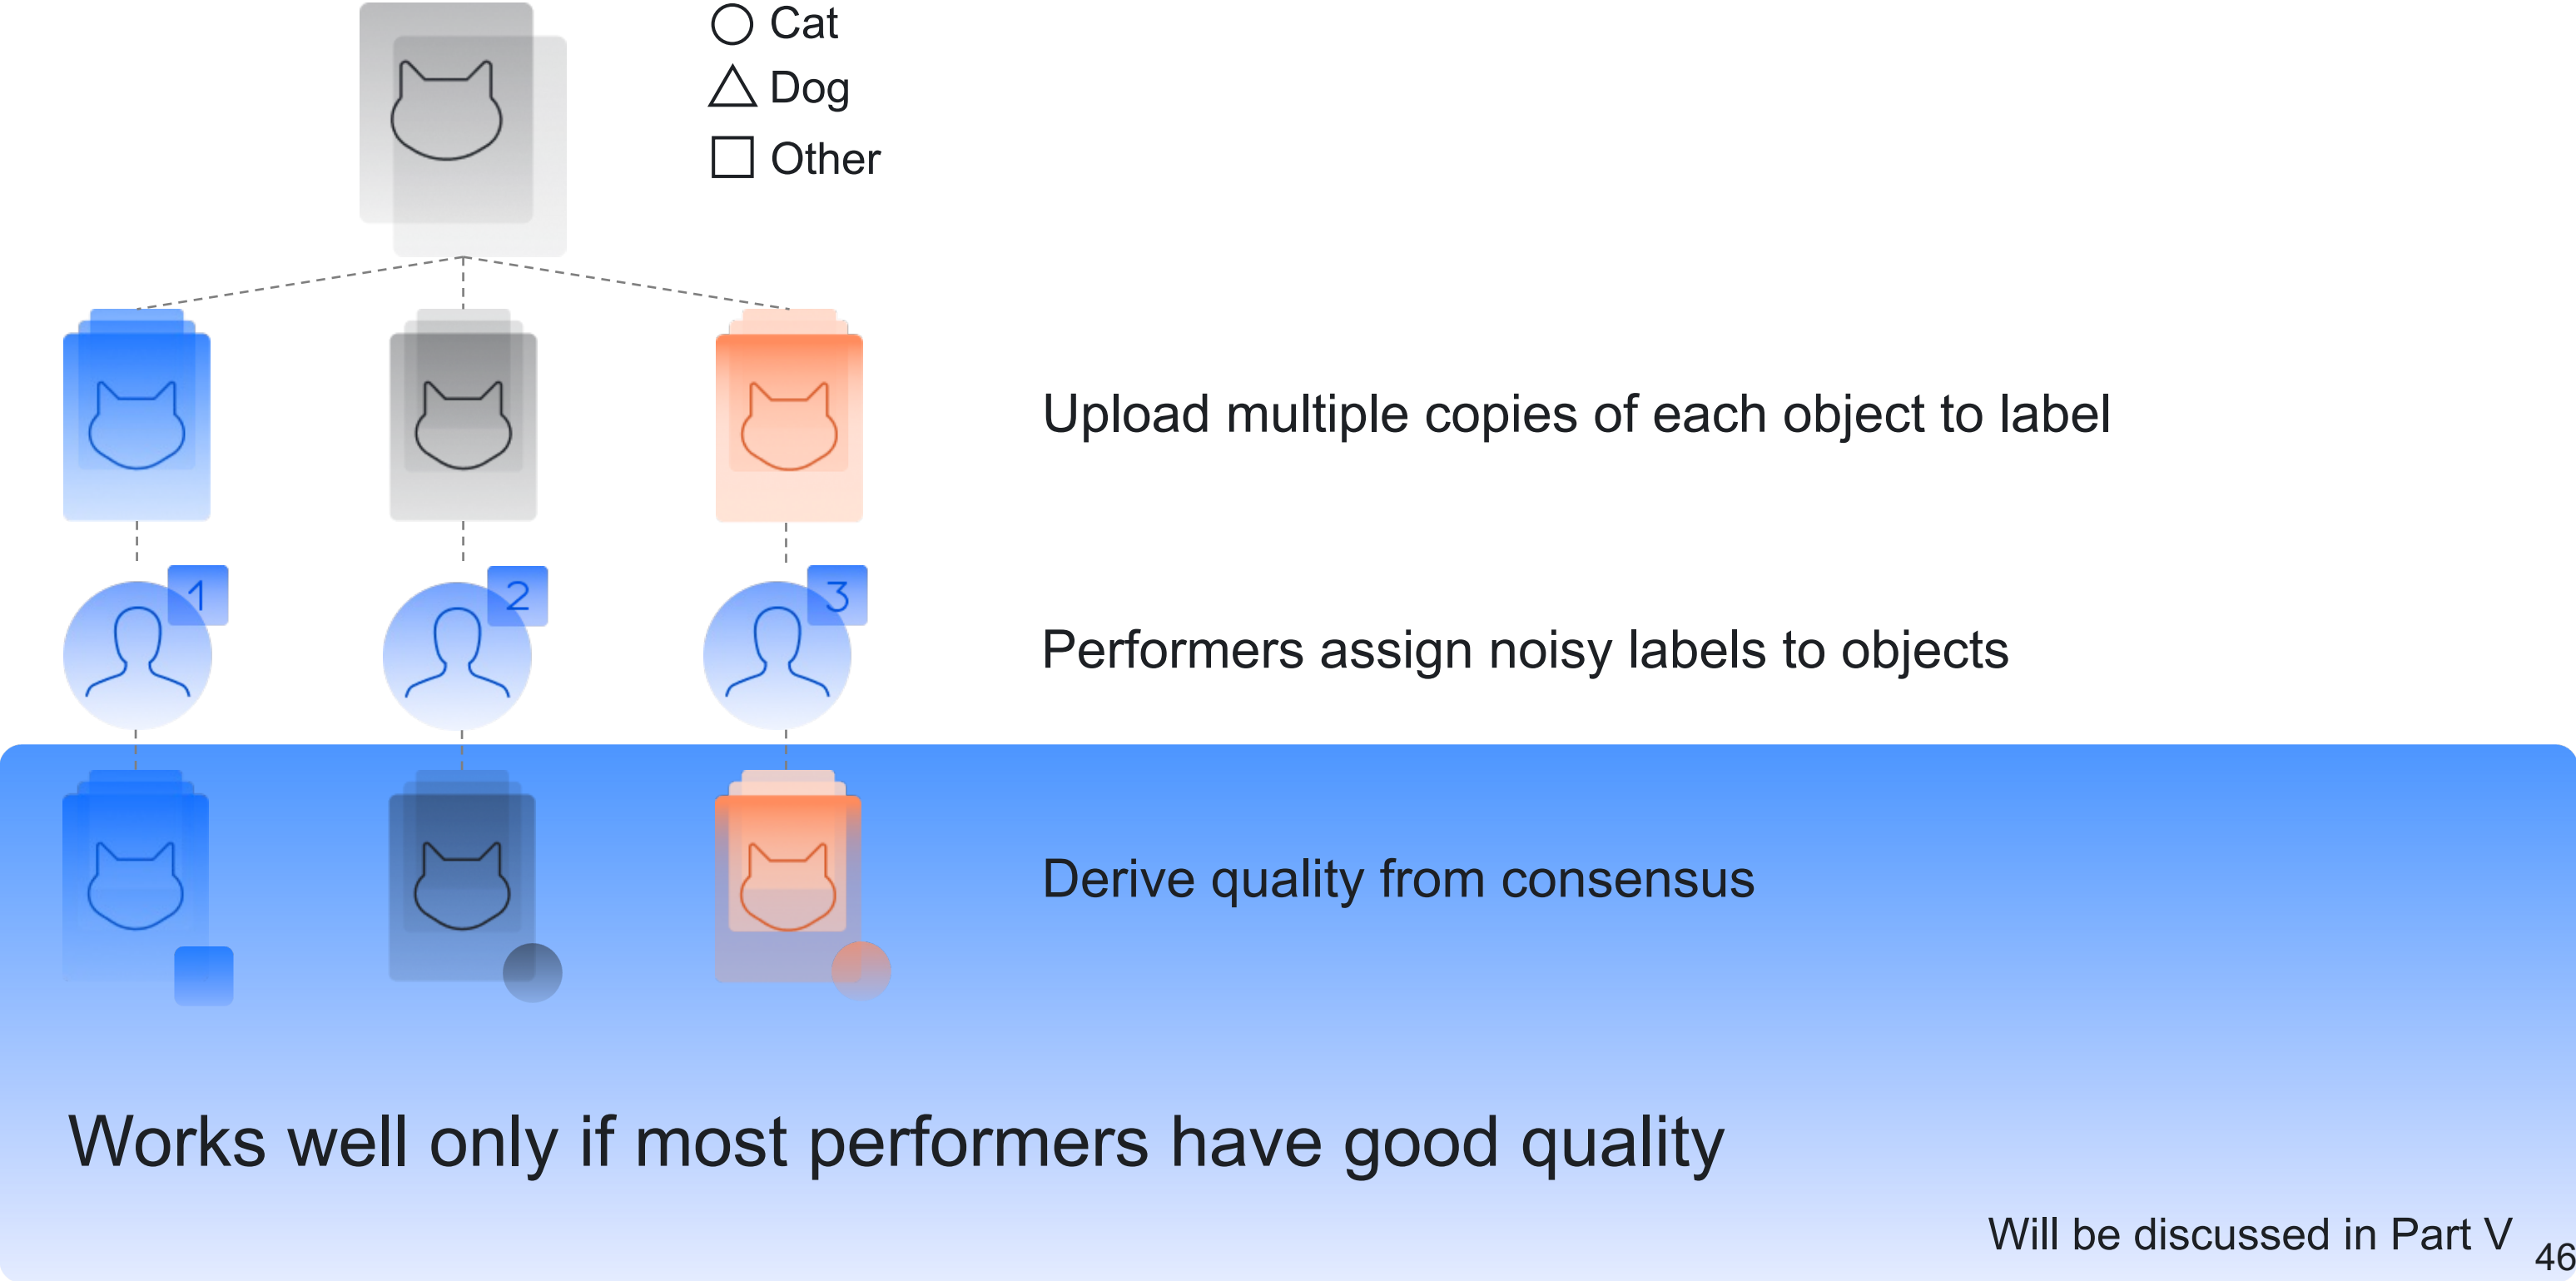 Cat
Dog
Other
Upload multiple copies of each object to label
1
2
3
Performers assign noisy labels to objects
Derive quality from consensus
Works well only if most performers have good quality
Will be discussed in Part V
46